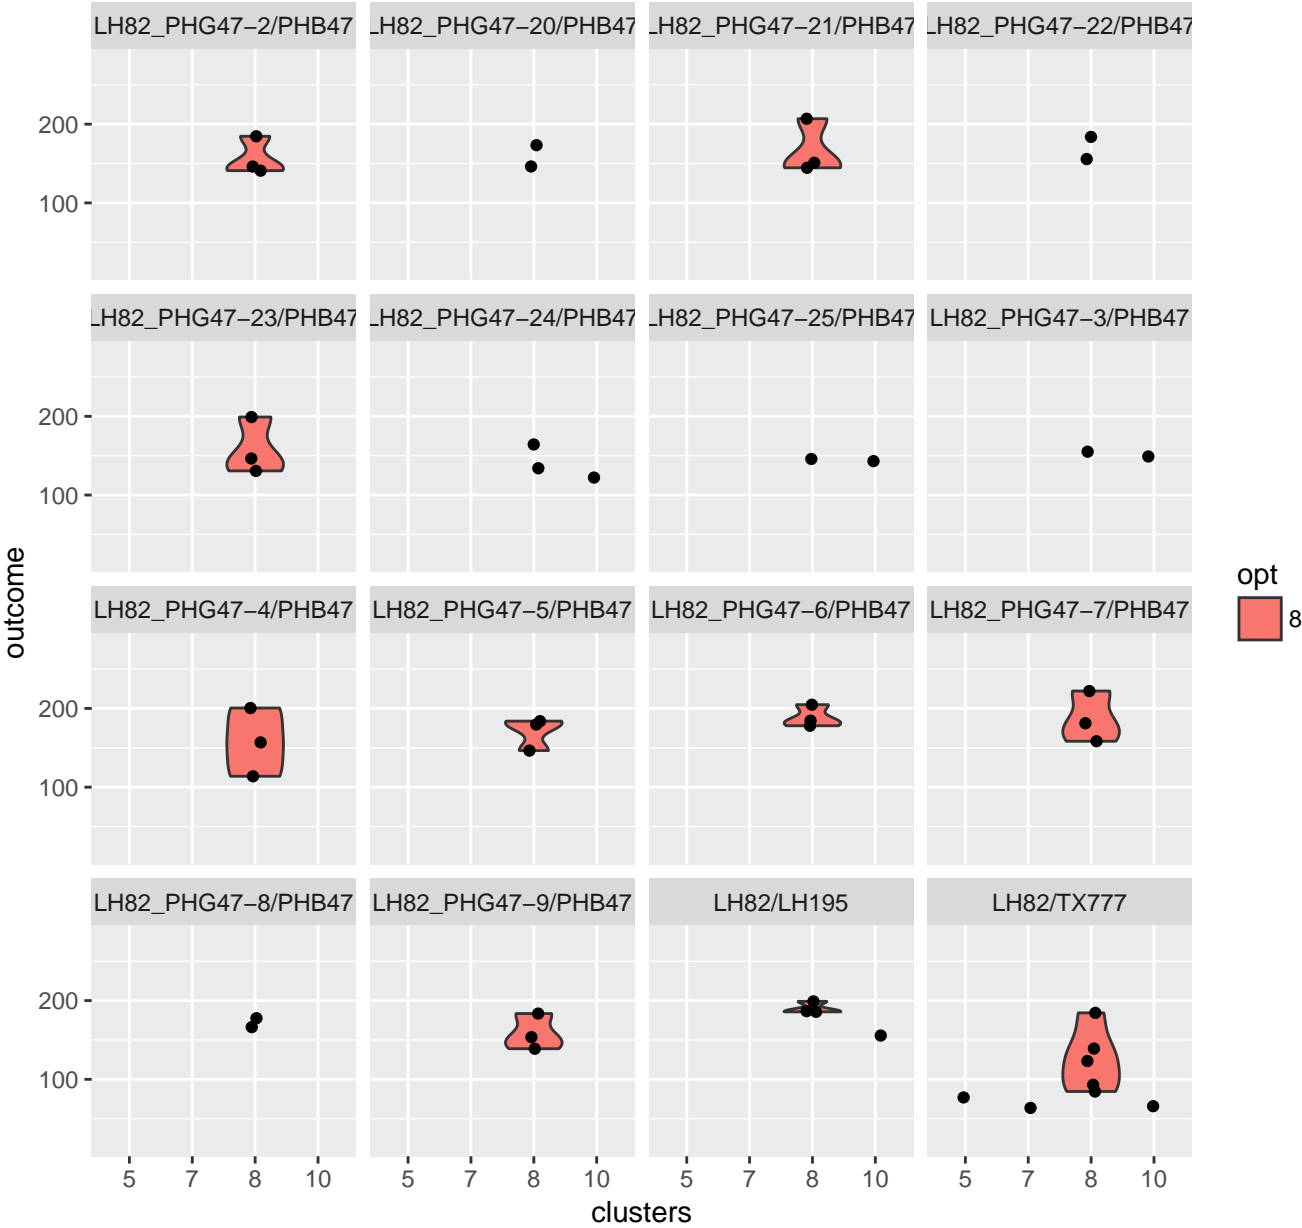 LH82_PHG47−2/PHB47
LH82_PHG47−20/PHB47
LH82_PHG47−21/PHB47
LH82_PHG47−22/PHB47
200
100
LH82_PHG47−23/PHB47
LH82_PHG47−24/PHB47
LH82_PHG47−25/PHB47
LH82_PHG47−3/PHB47
200
100
outcome
opt
8
LH82_PHG47−4/PHB47
LH82_PHG47−5/PHB47
LH82_PHG47−6/PHB47
LH82_PHG47−7/PHB47
200
100
LH82_PHG47−8/PHB47
LH82_PHG47−9/PHB47
LH82/LH195
LH82/TX777
200
100
5 7 8 10
5 7 8 10
5 7 8 10
5 7 8 10
clusters